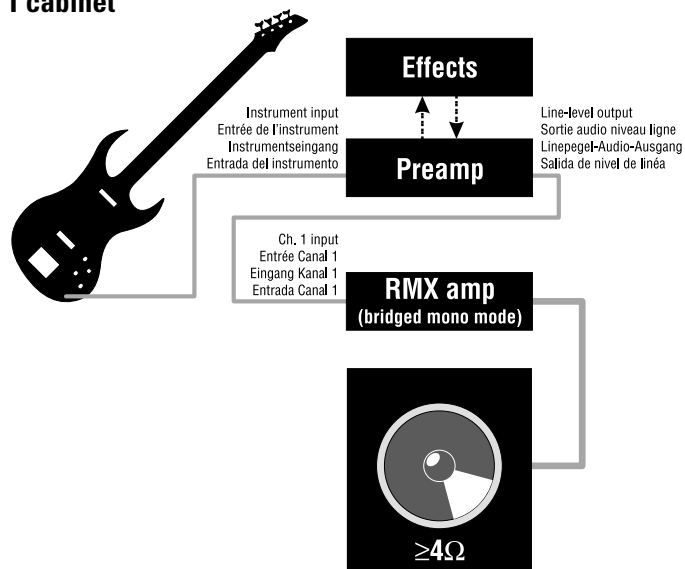 1 cabinet
Effects
Instrument input
Entrée de l'instrument
Instrumentseingang
Entrada del instrumento
Line-level output
Sortie audio niveau ligne
Linepegel-Audio-Ausgang
Salida de nivel de linéa
Preamp
Ch. 1 input
Entrée Canal 1
Eingang Kanal 1
Entrada Canal 1
RMX amp
(bridged mono mode)
≥4Ω